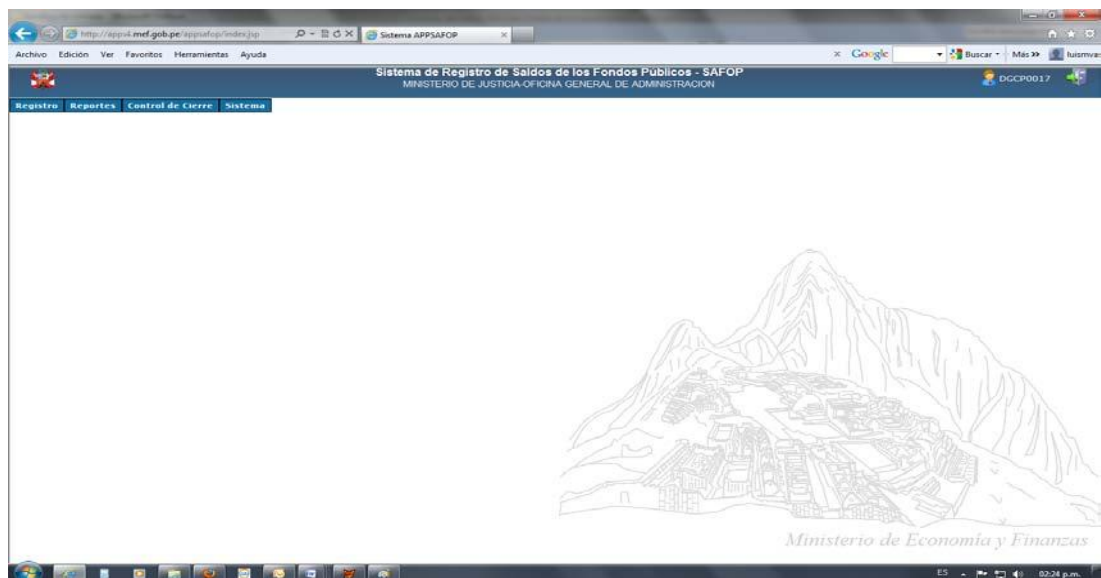 http://apps4.mef.gob.pe/appsafop/index.jsp
Sistema APPSAFOP
Archivo Edición Ver Favoritos Herramientas Ayuda
Google
Buscar
Más »
Sistema de Registro de Saldos de los Fondos Públicos - SAFOP
MINISTERIO DE JUSTICIA-OFICINA GENERAL DE ADMINISTRACION
DGCP0017
Registro Reportes Control de Cierre Sistema
Ministerio de Economía y Finanzas
ES
02:24 p.m.